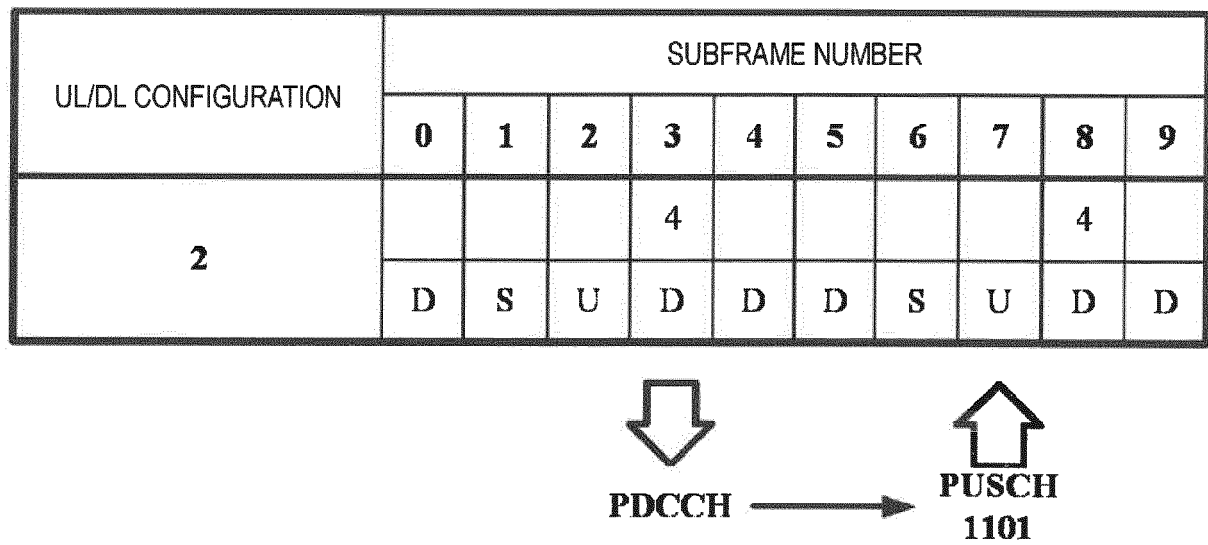 SUBFRAME NUMBER
UL/DL CONFIGURATION
0 1 2 3 4 5 6 7 8 9
4 4
2
D S U D D D S U D D
PDCCH PUSCH
1101